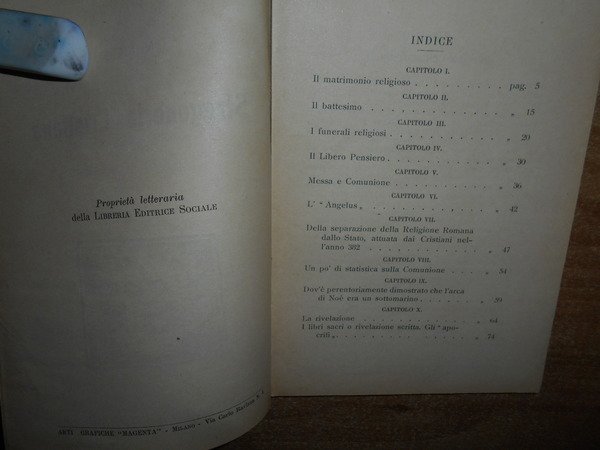 Proprietà letteraria
della LIBRERIA EDITRICE SOCIALE
ARTI GRAFICHE "MAGENTA" - MILANO - Via Carlo
INDICE
CAPITOLO I.
Il matrimonio religioso . . . . . . . . . pag. 5
CAPITOLO II.
Il battesimo . . . . . . . . . . . . „ 15
CAPITOLO III.
I funerali religiosi . . . . . . . . . . „ 20
CAPITOLO IV.
Il Libero Pensiero . . . . . . . . . . „ 30
CAPITOLO V.
Messa e Comunione . . . . . . . . . . „ 36
CAPITOLO VI.
L' "Angelus„ . . . . . . . . . . . . „ 42
CAPITOLO VII.
Della separazione della Religione Romana
dallo Stato, attuata dai Cristiani nel-
l'anno 382 . . . . . . . . . . . . „ 47
CAPITOLO VIII.
Un po' di statistica sulla Comunione . . . . „ 54
CAPITOLO IX.
Dov'è perentoriamente dimostrato che l'arca
di Noè era un sottomarino . . . . . . „ 59
CAPITOLO X.
La rivelazione . . . . . . . . . . . . „ 64
I libri sacri o rivelazione scritta. Gli "apo-
crifi„ . . . . . . . . . . . . . . „ 74